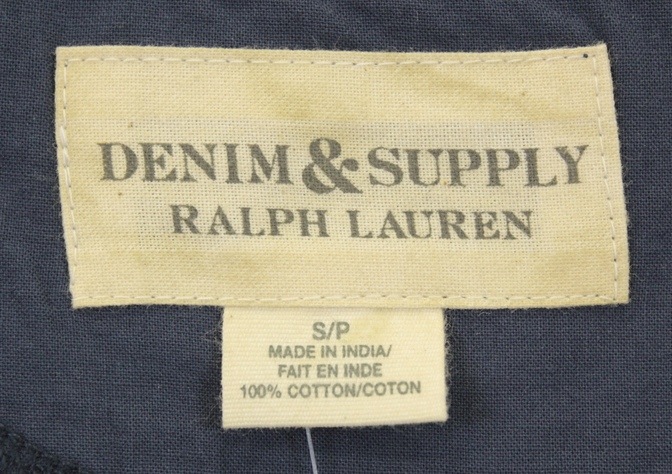 DENIM & SUPPLY
RALPH LAUREN
S/P
MADE IN INDIA/
FAIT EN INDE
100% COTTON/COTON